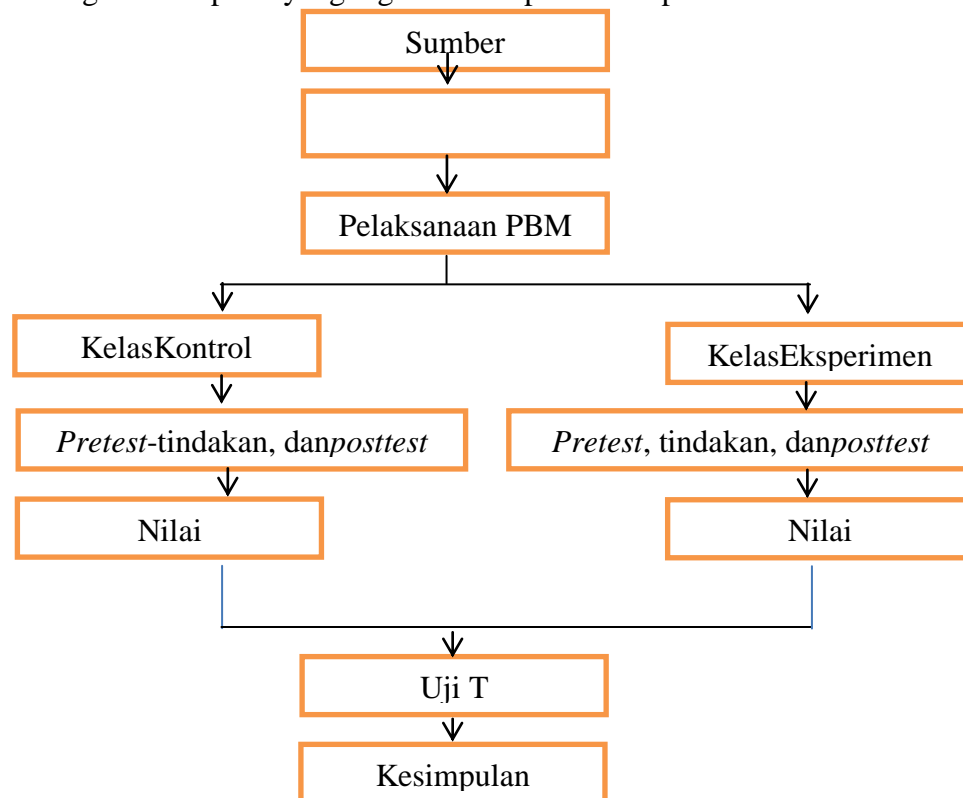 Sumber
Pelaksanaan PBM
KelasKontrol
KelasEksperimen
Pretest-tindakan, danposttest
Pretest, tindakan, danposttest
Nilai
Nilai
Uji T
Kesimpulan